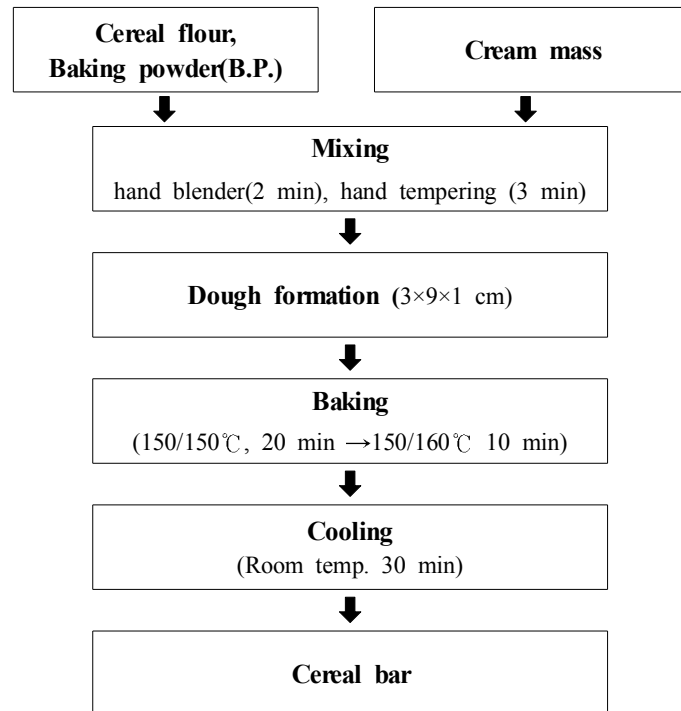 Cereal flour,
Baking powder(B.P.)
Cream mass
Mixing
hand blender(2 min), hand tempering (3 min)
Dough formation (3×9×1 cm)
Baking
(150/150℃, 20 min →150/160℃ 10 min)
Cooling
(Room temp. 30 min)
Cereal bar